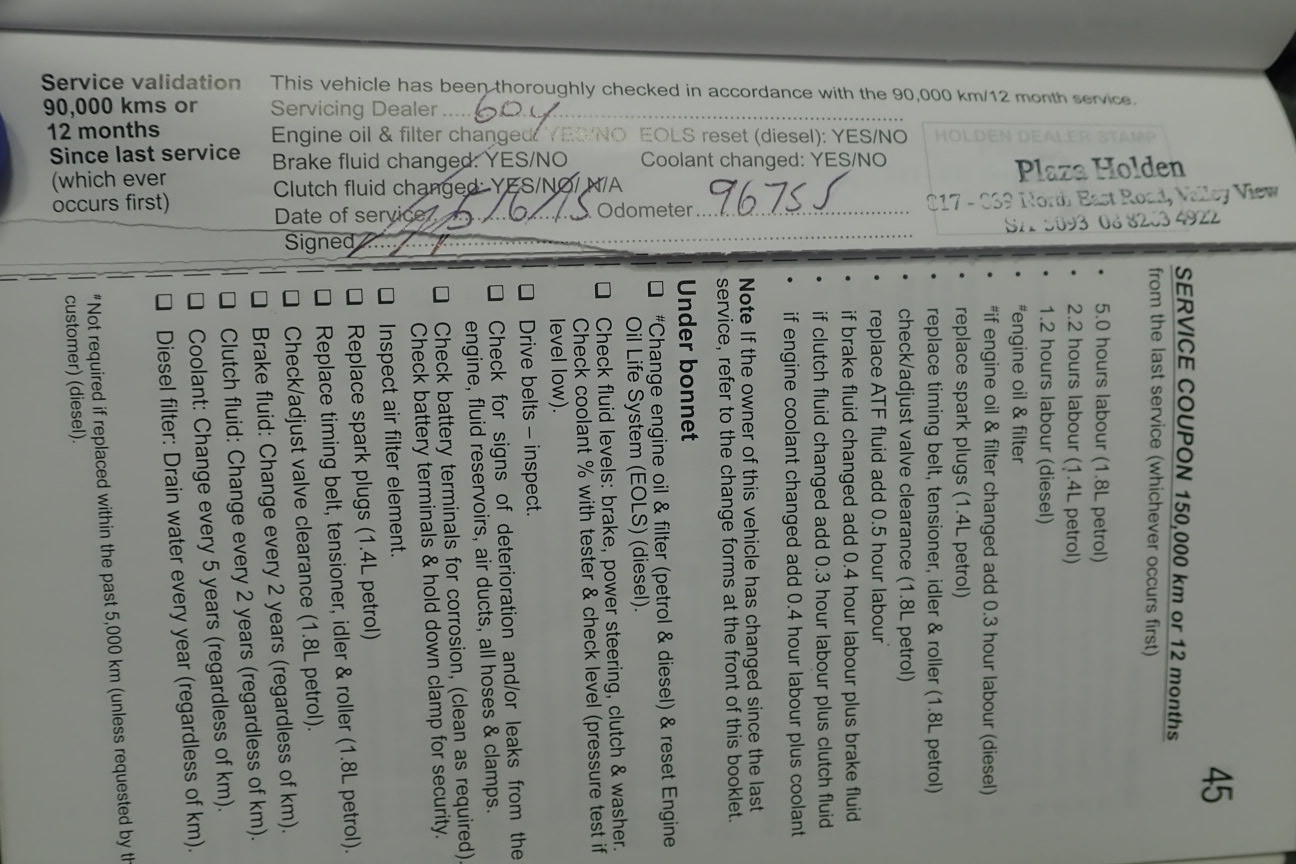 Service validation
90,000 kms or
12 months
Since last service
(which ever
occurs first)
This vehicle has been thoroughly checked in accordance with the 90,000 km/12 month service.
Servicing Dealer
Engine oil & filter changed: YES/NO EOLS reset (diesel): YES/NO
Brake fluid changed: YES/NO Coolant changed: YES/NO
Clutch fluid changed: YES/NO/ N/A
Date of service Odometer 96755
Signed
HOLDEN DEALER STAMP
Plaza Holden
North East Road, Valley View
4922
45
SERVICE COUPON 150,000 km or 12 months
from the last service (whichever occurs first)
• 5.0 hours labour (1.8L petrol)
• 2.2 hours labour (1.4L petrol)
• 1.2 hours labour (diesel)
• #engine oil & filter
• #if engine oil & filter changed add 0.3 hour labour (diesel)
• replace spark plugs (1.4L petrol)
• replace timing belt, tensioner, idler & roller (1.8L petrol)
• check/adjust valve clearance (1.8L petrol)
• replace ATF fluid add 0.5 hour labour
• if brake fluid changed add 0.4 hour labour plus brake fluid
• if clutch fluid changed add 0.3 hour labour plus clutch fluid
• if engine coolant changed add 0.4 hour labour plus coolant
Note If the owner of this vehicle has changed since the last
service, refer to the change forms at the front of this booklet.
Under bonnet
❑ #Change engine oil & filter (petrol & diesel) & reset Engine
Oil Life System (EOLS) (diesel).
❑ Check fluid levels: brake, power steering, clutch & washer.
Check coolant % with tester & check level (pressure test if
level low).
❑ Drive belts – inspect.
❑ Check for signs of deterioration and/or leaks from the
engine, fluid reservoirs, air ducts, all hoses & clamps.
❑ Check battery terminals for corrosion, (clean as required).
Check battery terminals & hold down clamp for security.
❑ Inspect air filter element.
❑ Replace spark plugs (1.4L petrol)
❑ Replace timing belt, tensioner, idler & roller (1.8L petrol).
❑ Check/adjust valve clearance (1.8L petrol).
❑ Brake fluid: Change every 2 years (regardless of km).
❑ Clutch fluid: Change every 2 years (regardless of km).
❑ Coolant: Change every 5 years (regardless of km).
❑ Diesel filter: Drain water every year (regardless of km).
#Not required if replaced within the past 5,000 km (unless requested by
customer) (diesel).